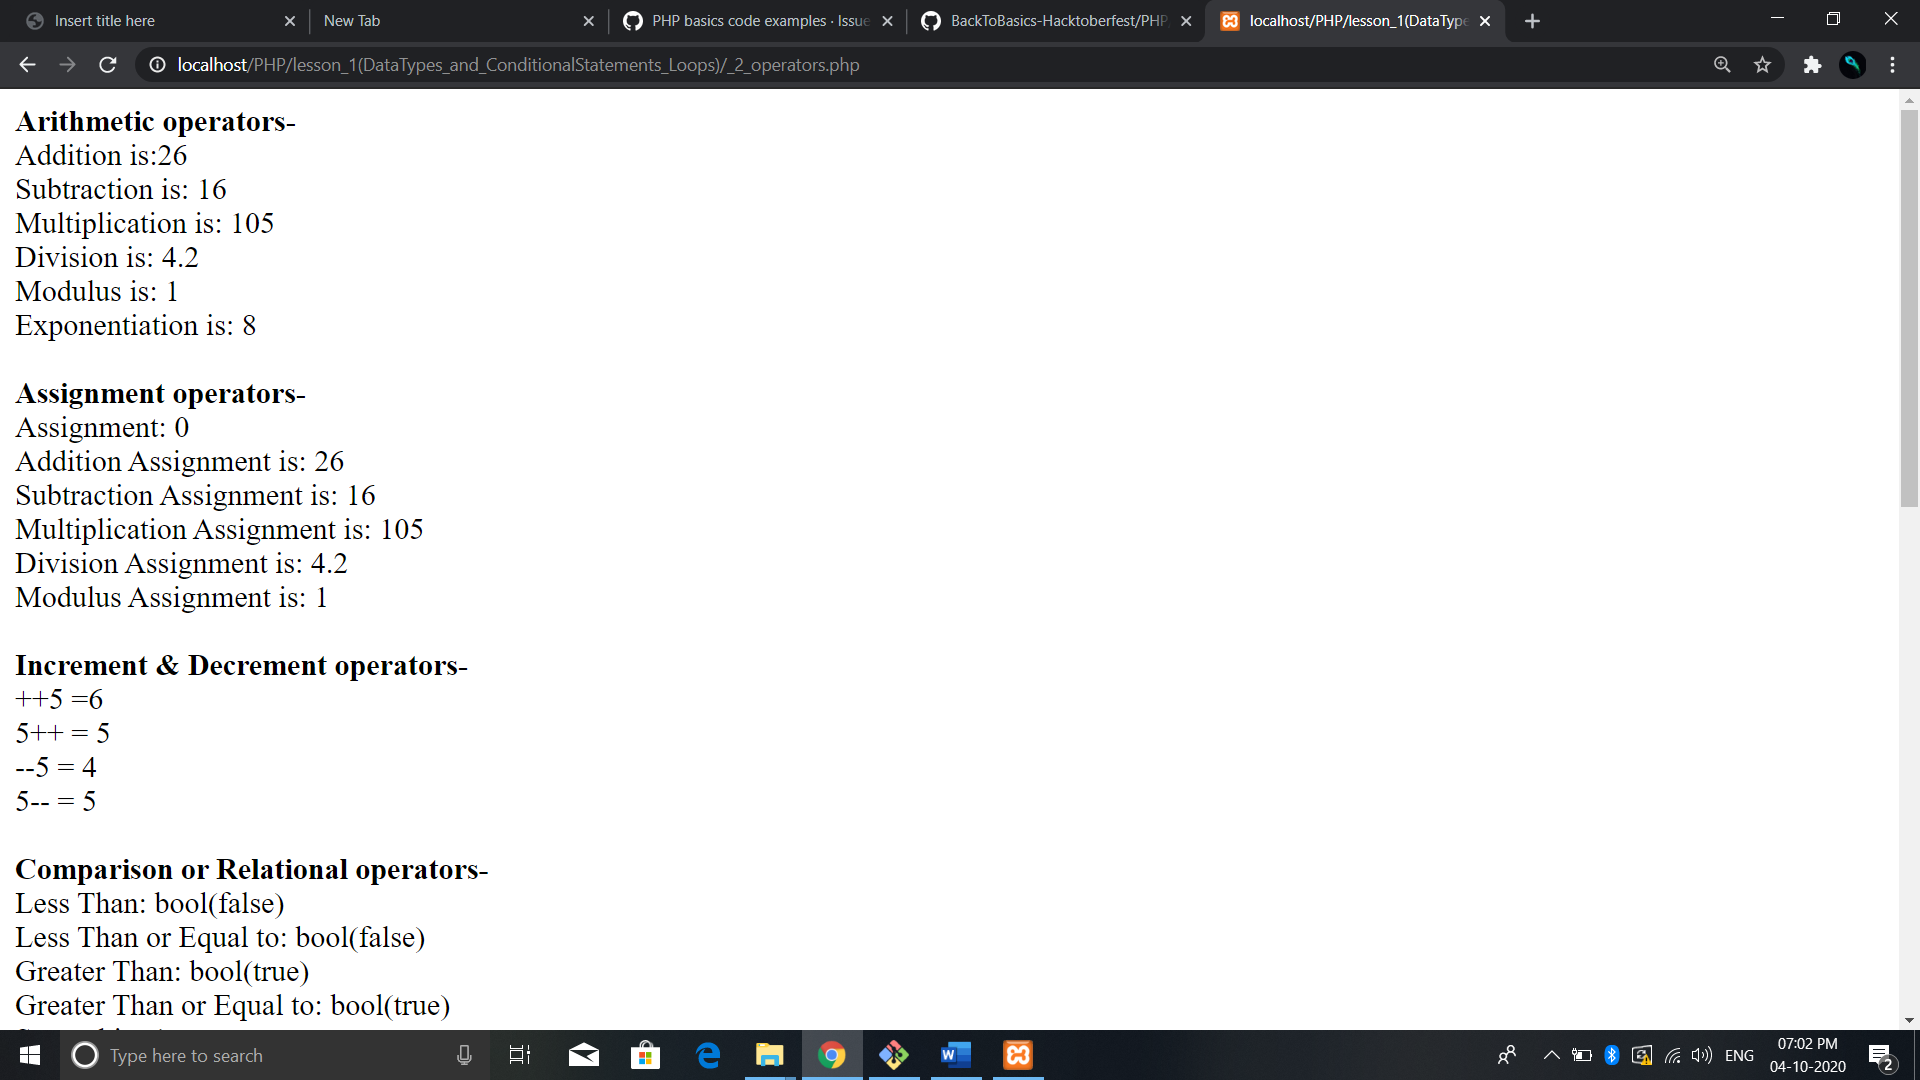 Insert title here
New Tab
PHP basics code examples · Issue
BackToBasics-Hacktoberfest/PHP
localhost/PHP/lesson_1(DataType
localhost/PHP/lesson_1(DataTypes_and_ConditionalStatements_Loops)/_2_operators.php
Arithmetic operators-
Addition is:26
Subtraction is: 16
Multiplication is: 105
Division is: 4.2
Modulus is: 1
Exponentiation is: 8
Assignment operators-
Assignment: 0
Addition Assignment is: 26
Subtraction Assignment is: 16
Multiplication Assignment is: 105
Division Assignment is: 4.2
Modulus Assignment is: 1
Increment & Decrement operators-
++5 =6
5++ = 5
--5 = 4
5-- = 5
Comparison or Relational operators-
Less Than: bool(false)
Less Than or Equal to: bool(false)
Greater Than: bool(true)
Greater Than or Equal to: bool(true)
Type here to search
ENG
07:02 PM
04-10-2020
2